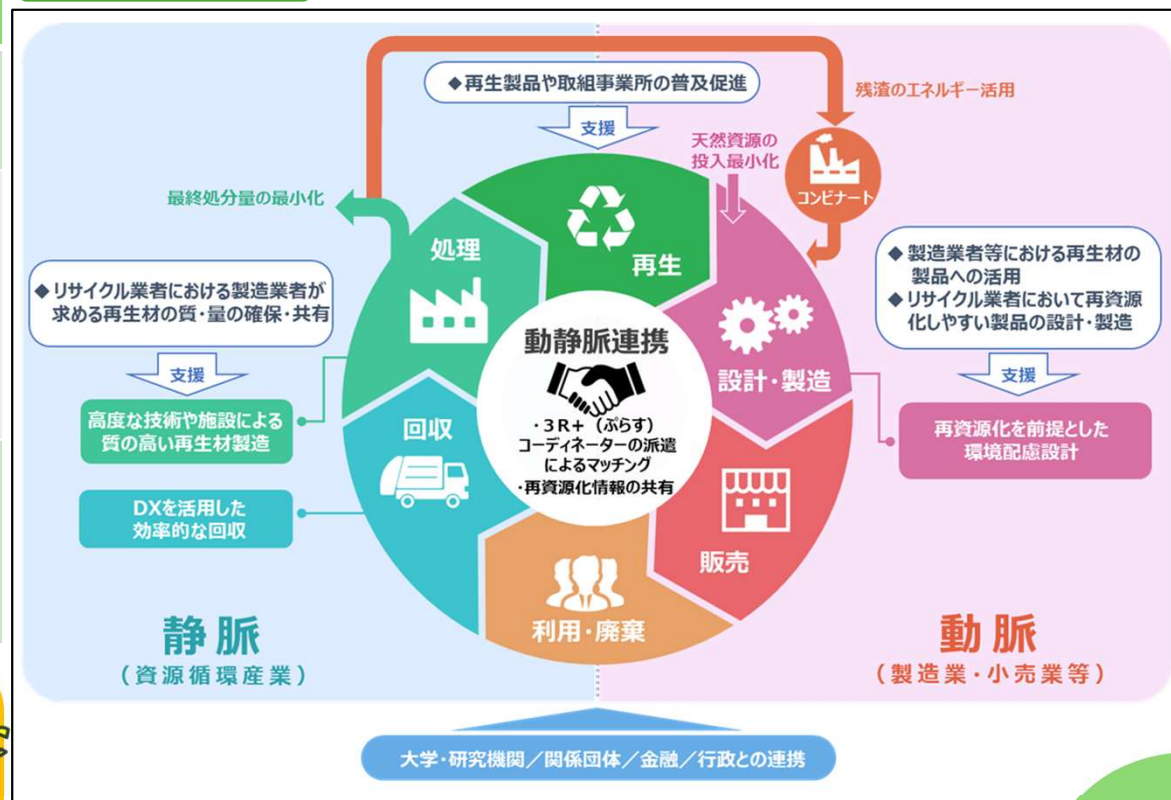 ◆再生製品や取組事業所の普及促進
支援
残渣のエネルギー活用
天然資源の
投入最小化
コンビナート
最終処分量の最小化
処理
再生
◆リサイクル業者における製造業者が
求める再生材の質・量の確保・共有
支援
高度な技術や施設による
質の高い再生材製造
DXを活用した
効率的な回収
回収
動静脈連携
・3R+（ぷらす）
コーディネーターの派遣
によるマッチング
・再資源化情報の共有
設計・製造
◆製造業者等における再生材の
製品への活用
◆リサイクル業者において再資源
化しやすい製品の設計・製造
支援
再資源化を前提とした
環境配慮設計
販売
利用・廃棄
静脈
（資源循環産業）
動脈
（製造業・小売業等）
大学・研究機関／関係団体／金融／行政との連携